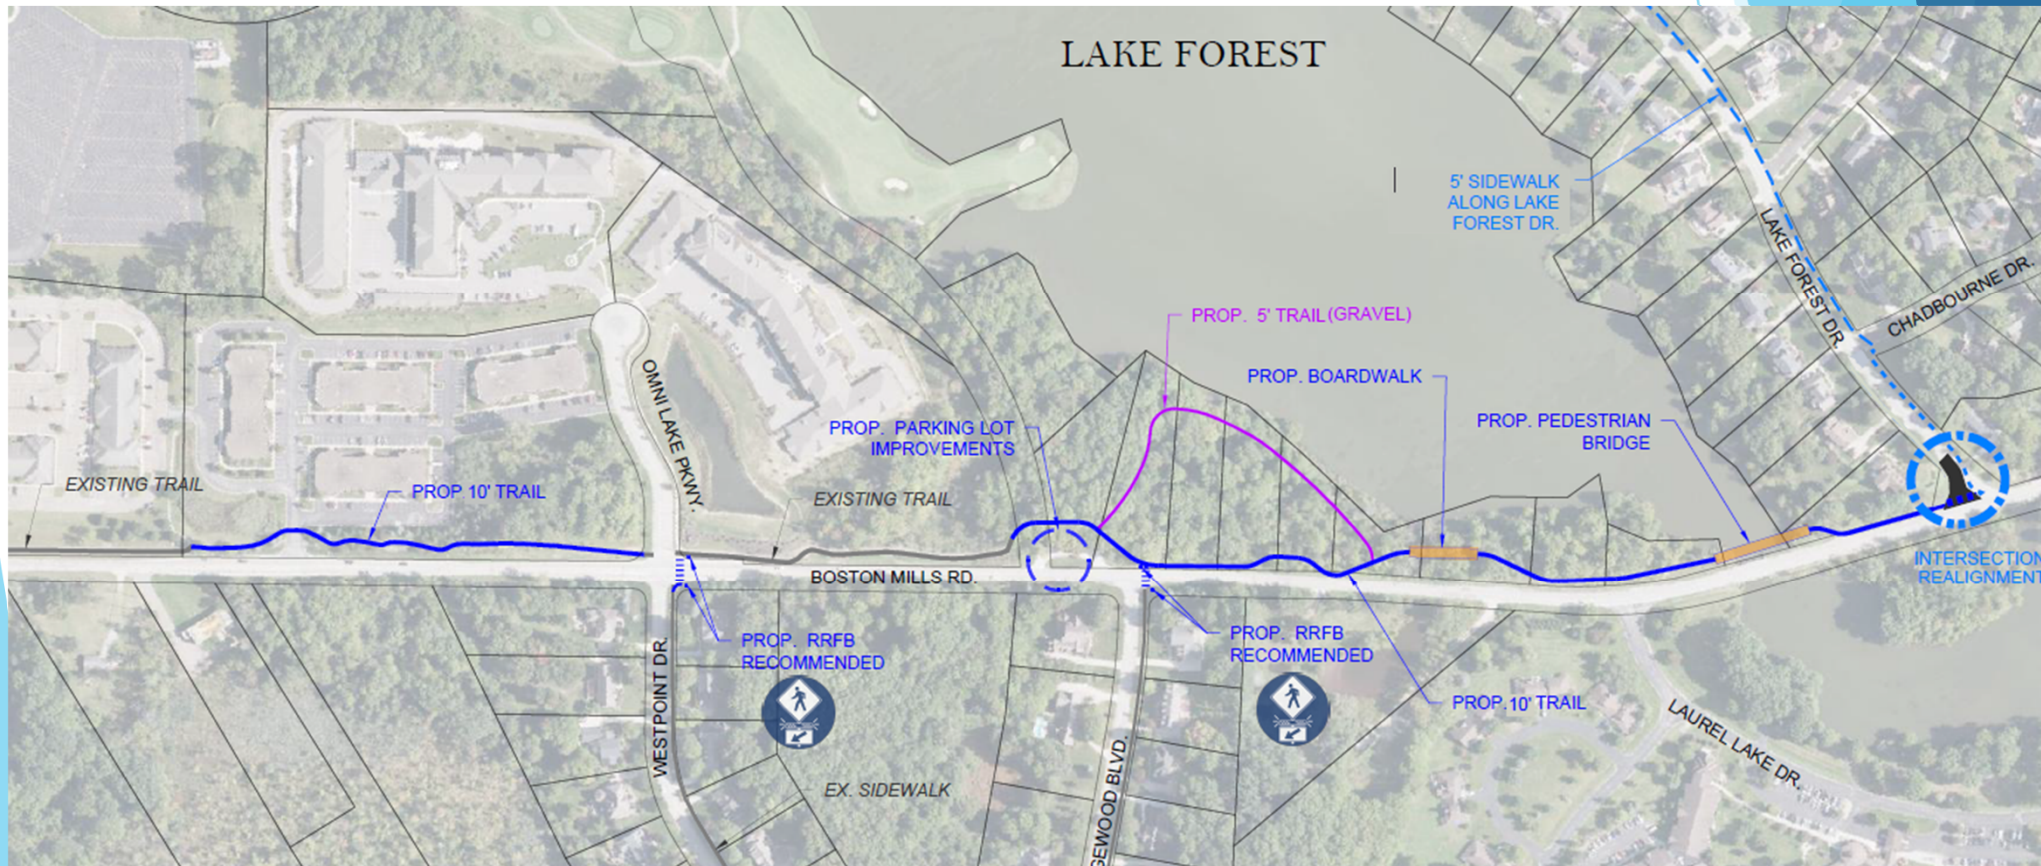 LAKE FOREST
5' SIDEWALK
ALONG LAKE
FOREST DR.
LAKE FOREST DR.
CHADBOURNE DR.
PROP. 5' TRAIL (GRAVEL)
PROP. BOARDWALK
PROP. PEDESTRIAN
BRIDGE
OMNI LAKE PKWY.
PROP. PARKING LOT
IMPROVEMENTS
EXISTING TRAIL
PROP 10' TRAIL
EXISTING TRAIL
BOSTON MILLS RD.
INTERSECTION
REALIGNMENT
PROP. RRFB
RECOMMENDED
PROP. RRFB
RECOMMENDED
WESTPOINT DR.
PROP. 10' TRAIL
LAUREL LAKE DR.
EX. SIDEWALK
GEWOOD BLVD.